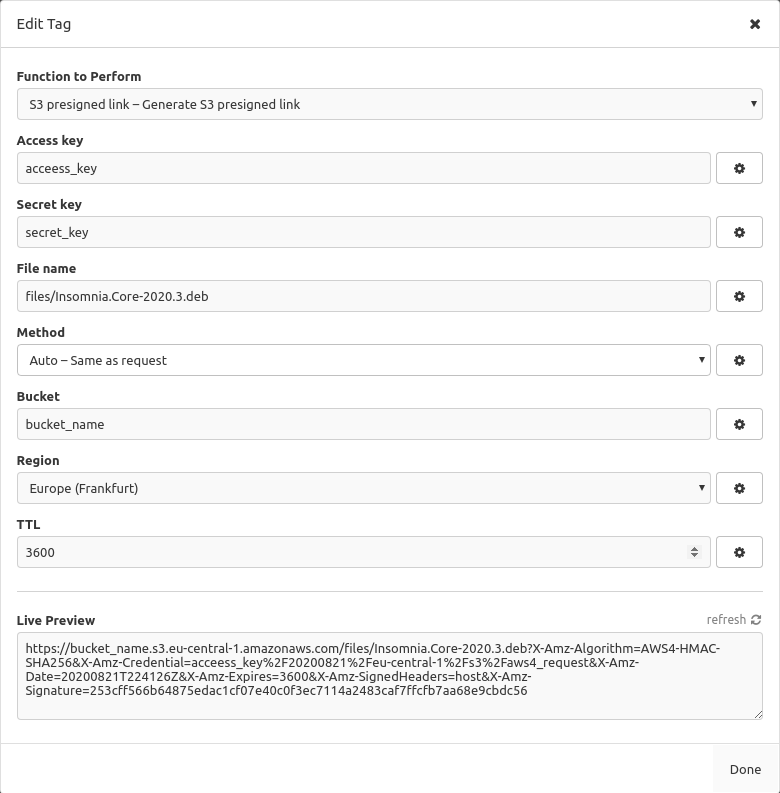 Edit Tag
Function to Perform
S3 presigned link – Generate S3 presigned link
Access key
acceess_key
Secret key
secret_key
File name
files/Insomnia.Core-2020.3.deb
Method
Auto – Same as request
Bucket
bucket_name
Region
Europe (Frankfurt)
TTL
3600
Live Preview
refresh
https://bucket_name.s3.eu-central-1.amazonaws.com/files/Insomnia.Core-2020.3.deb?X-Amz-Algorithm=AWS4-HMAC-
SHA256&X-Amz-Credential=acceess_key%2F20200821%2Feu-central-1%2Fs3%2Faws4_request&X-Amz-
Date=20200821T224126Z&X-Amz-Expires=3600&X-Amz-SignedHeaders=host&X-Amz-
Signature=253cff566b64875edac1cf07e40c0f3ec7114a2483caf7ffcfb7aa68e9cbdc56
Done